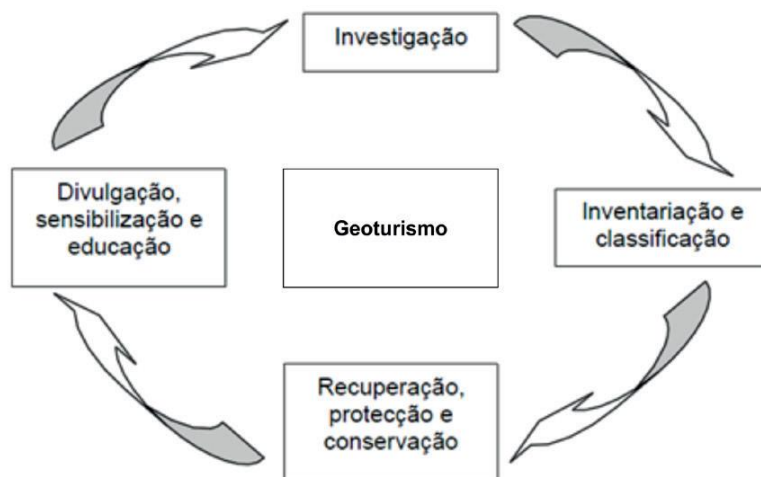 Investigação
Divulgação,
sensibilização e
educação
Geoturismo
Inventariação e
classificação
Recuperação,
protecção e
conservação